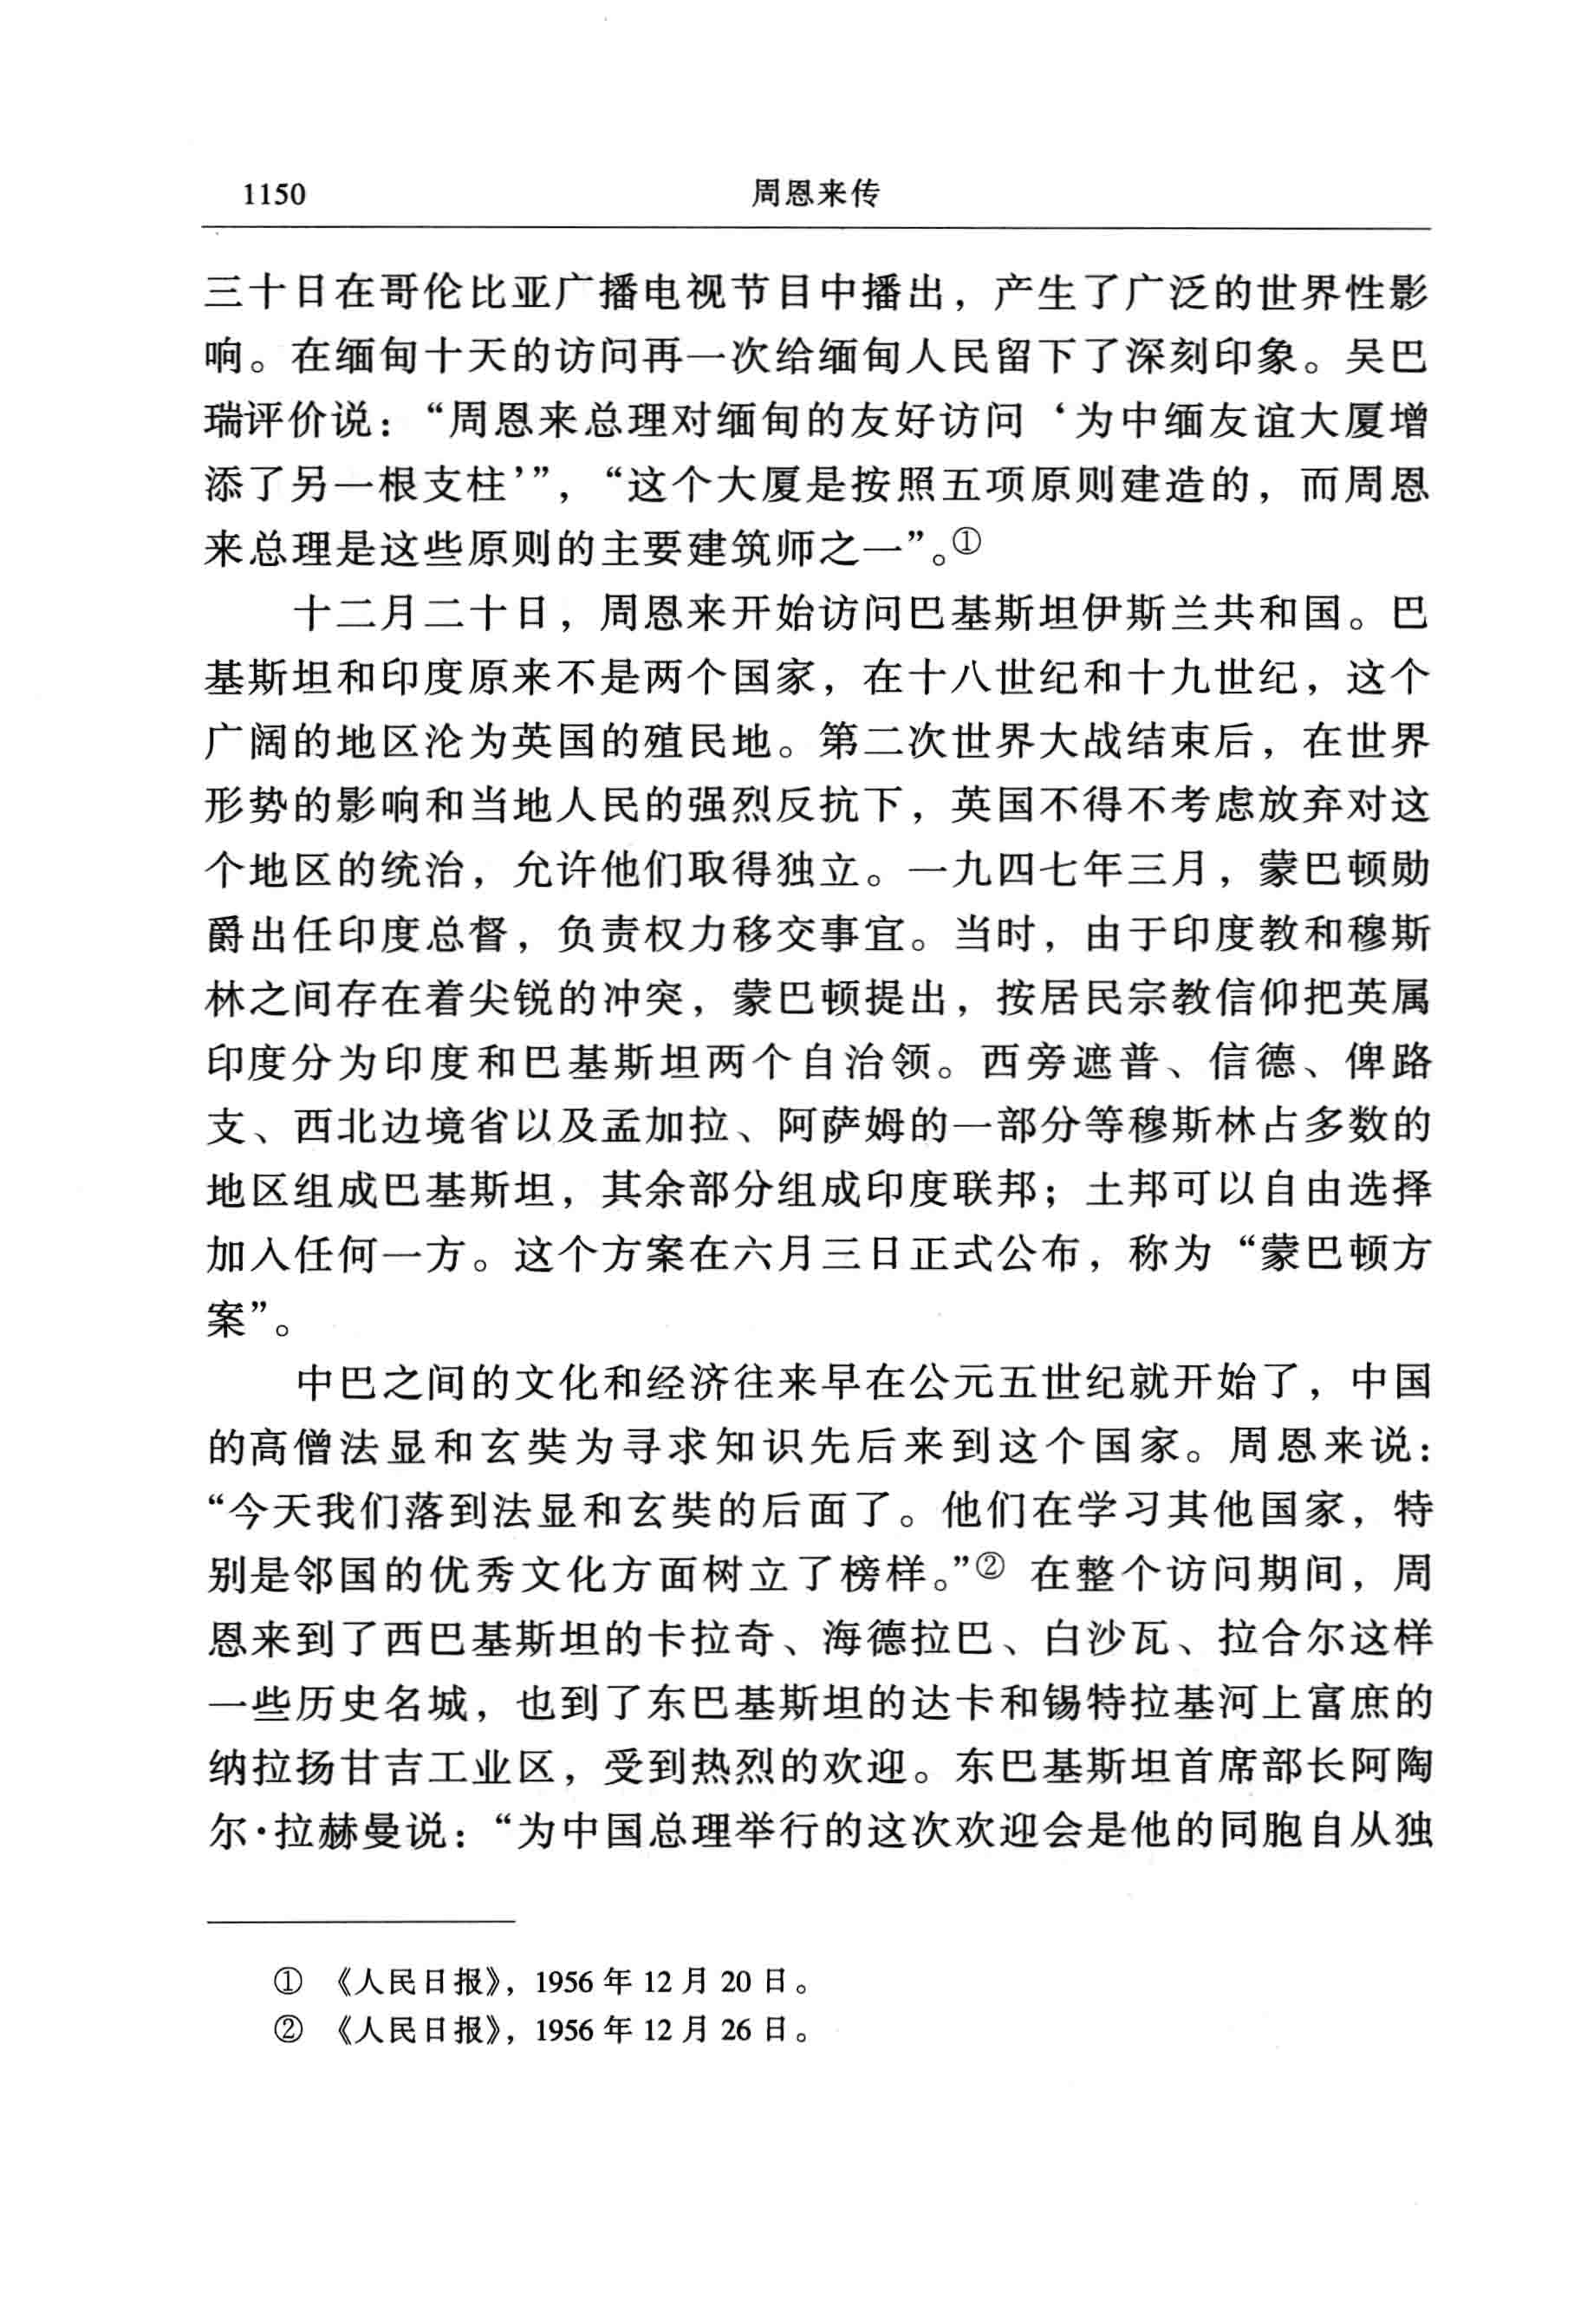 1150
周恩来传
三十日在哥伦比亚广播电视节目中播出，产生了广泛的世界性影
响。在缅甸十天的访问再一次给缅甸人民留下了深刻印象。吴巴
瑞评价说：“周恩来总理对缅甸的友好访问‘为中缅友谊大厦增
添了另一根支柱’”，“这个大厦是按照五项原则建造的，而周恩
来总理是这些原则的主要建筑师之一”。①
十二月二十日，周恩来开始访问巴基斯坦伊斯兰共和国。巴
基斯坦和印度原来不是两个国家，在十八世纪和十九世纪，这个
广阔的地区沦为英国的殖民地。第二次世界大战结束后，在世界
形势的影响和当地人民的强烈反抗下，英国不得不考虑放弃对这
个地区的统治，允许他们取得独立。一九四七年三月，蒙巴顿勋
爵出任印度总督，负责权力移交事宜。当时，由于印度教和穆斯
林之间存在着尖锐的冲突，蒙巴顿提出，按居民宗教信仰把英属
印度分为印度和巴基斯坦两个自治领。西旁遮普、信德、俾路
支、西北边境省以及孟加拉、阿萨姆的一部分等穆斯林占多数的
地区组成巴基斯坦，其余部分组成印度联邦；土邦可以自由选择
加入任何一方。这个方案在六月三日正式公布，称为“蒙巴顿方
案”。
中巴之间的文化和经济往来早在公元五世纪就开始了，中国
的高僧法显和玄奘为寻求知识先后来到这个国家。周恩来说：
“今天我们落到法显和玄奘的后面了。他们在学习其他国家，特
别是邻国的优秀文化方面树立了榜样。”② 在整个访问期间，周
恩来到了西巴基斯坦的卡拉奇、海德拉巴、白沙瓦、拉合尔这样
一些历史名城，也到了东巴基斯坦的达卡和锡特拉基河上富庶的
纳拉扬甘吉工业区，受到热烈的欢迎。东巴基斯坦首席部长阿陶
尔·拉赫曼说：“为中国总理举行的这次欢迎会是他的同胞自从独
① 《人民日报》，1956 年 12 月 20 日。
② 《人民日报》，1956 年 12 月 26 日。